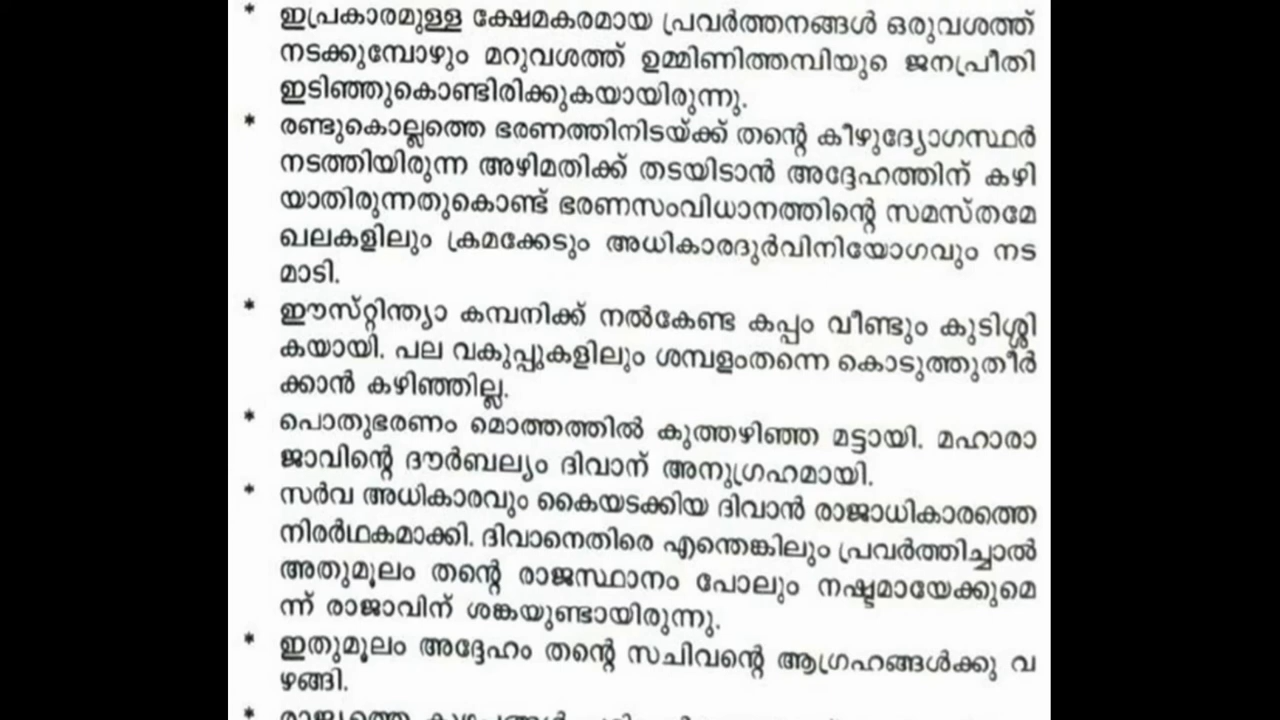 * ഇപ്രകാരമുള്ള ക്ഷേമകരമായ പ്രവർത്തനങ്ങൾ ഒരുവശത്ത്
നടക്കുമ്പോഴും മറുവശത്ത് ഉമ്മിണിത്തമ്പിയുടെ ജനപ്രീതി
ഇടിഞ്ഞുകൊണ്ടിരിക്കുകയായിരുന്നു.
* രണ്ടുകൊല്ലത്തെ ഭരണത്തിനിടയ്ക്ക് തന്റെ കീഴുദ്യോഗസ്ഥർ
നടത്തിയിരുന്ന അഴിമതിക്ക് തടയിടാൻ അദ്ദേഹത്തിന് കഴി
യാതിരുന്നതുകൊണ്ട് ഭരണസംവിധാനത്തിന്റെ സമസ്തമേ
ഖലകളിലും ക്രമക്കേടും അധികാരദുർവിനിയോഗവും നട
മാടി.
* ഈസ്റ്റിന്ത്യാ കമ്പനിക്ക് നൽകേണ്ട കപ്പം വീണ്ടും കുടിശ്ശി
കയായി. പല വകുപ്പുകളിലും ശമ്പളംതന്നെ കൊടുത്തുതീർ
ക്കാൻ കഴിഞ്ഞില്ല.
* പൊതുഭരണം മൊത്തത്തിൽ കുത്തഴിഞ്ഞ മട്ടായി. മഹാരാ
ജാവിന്റെ ദൗർബല്യം ദിവാന് അനുഗ്രഹമായി.
* സർവ അധികാരവും കൈയടക്കിയ ദിവാൻ രാജാധികാരത്തെ
നിരർഥകമാക്കി. ദിവാനെതിരെ എന്തെങ്കിലും പ്രവർത്തിച്ചാൽ
അതുമൂലം തന്റെ രാജസ്ഥാനം പോലും നഷ്ടമായേക്കുമെ
ന്ന് രാജാവിന് ശങ്കയുണ്ടായിരുന്നു.
* ഇതുമൂലം അദ്ദേഹം തന്റെ സചിവന്റെ ആഗ്രഹങ്ങൾക്കു വ
ഴങ്ങി.
*